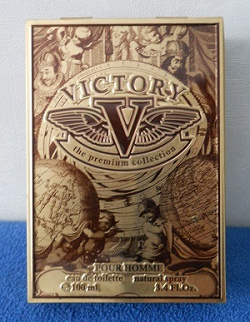 VICTORY
V
the premium collection
POUR HOMME
eau de toilette natural spray
e 100 ml. 3.4 Fl.Oz.